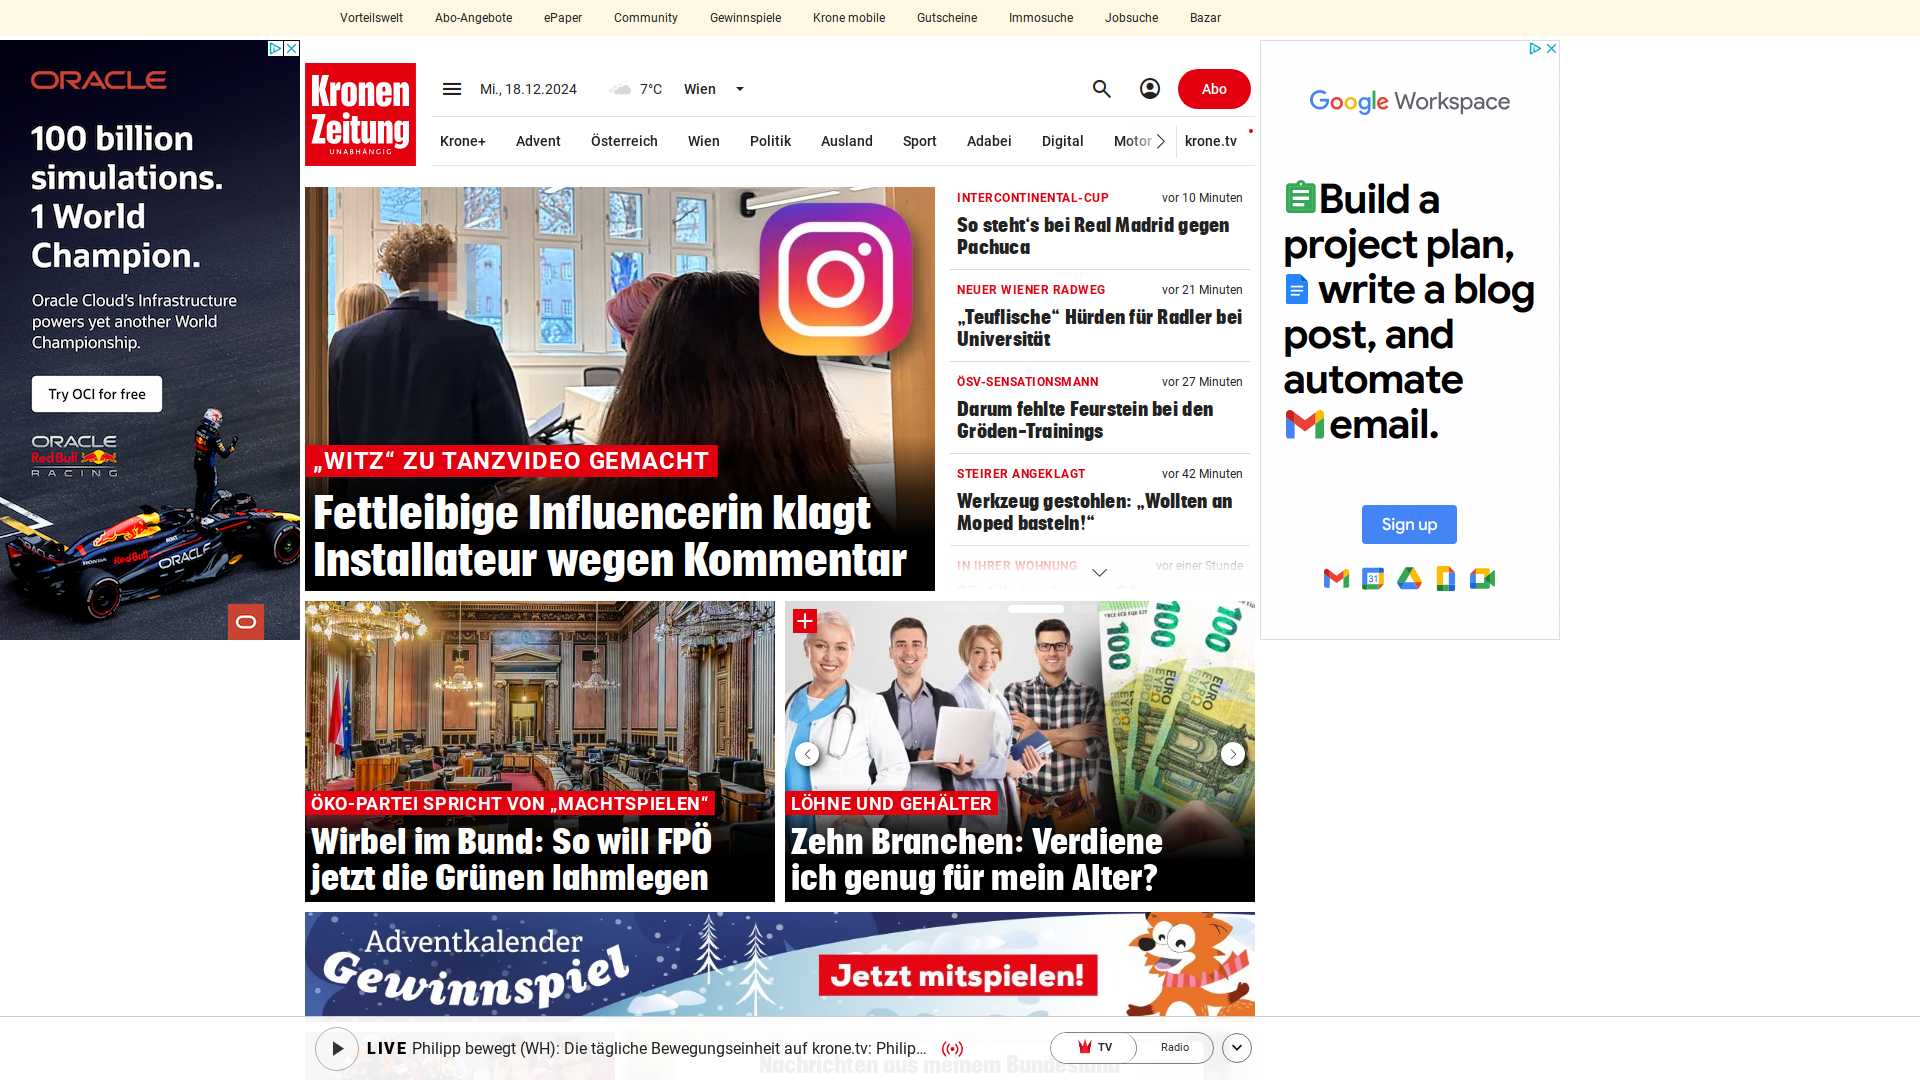 Vorteilswelt Abo-Angebote ePaper Community Gewinnspiele Krone mobile Gutscheine Immosuche Jobsuche Bazar
ORACLE
100 billion
simulations.
1 World
Champion.
Oracle Cloud's Infrastructure
powers yet another World
Championship.
Try OCI for free
ORACLE
Red Bull
RACING
Kronen
Zeitung
UNABHÄNGIG
Mi., 18.12.2024 7°C Wien Abo
Krone+ Advent Österreich Wien Politik Ausland Sport Adabei Digital Motor krone.tv
„WITZ“ ZU TANZVIDEO GEMACHT
Fettleibige Influencerin klagt
Installateur wegen Kommentar
INTERCONTINENTAL-CUP vor 10 Minuten
So steht‘s bei Real Madrid gegen
Pachuca
NEUER WIENER RADWEG vor 21 Minuten
„Teuflische“ Hürden für Radler bei
Universität
ÖSV-SENSATIONSMANN vor 27 Minuten
Darum fehlte Feurstein bei den
Gröden-Trainings
STEIRER ANGEKLAGT vor 42 Minuten
Werkzeug gestohlen: „Wollten an
Moped basteln!“
IN IHRER WOHNUNG vor einer Stunde
ÖKO-PARTEI SPRICHT VON „MACHTSPIELEN“
Wirbel im Bund: So will FPÖ
jetzt die Grünen lahmlegen
LÖHNE UND GEHÄLTER
Zehn Branchen: Verdiene
ich genug für mein Alter?
Adventkalender
Gewinnspiel
Jetzt mitspielen!
LIVE Philipp bewegt (WH): Die tägliche Bewegungseinheit auf krone.tv: Philip... TV Radio
Nachrichten aus meinem Bundesland
Google Workspace
Build a
project plan,
write a blog
post, and
automate
email.
Sign up